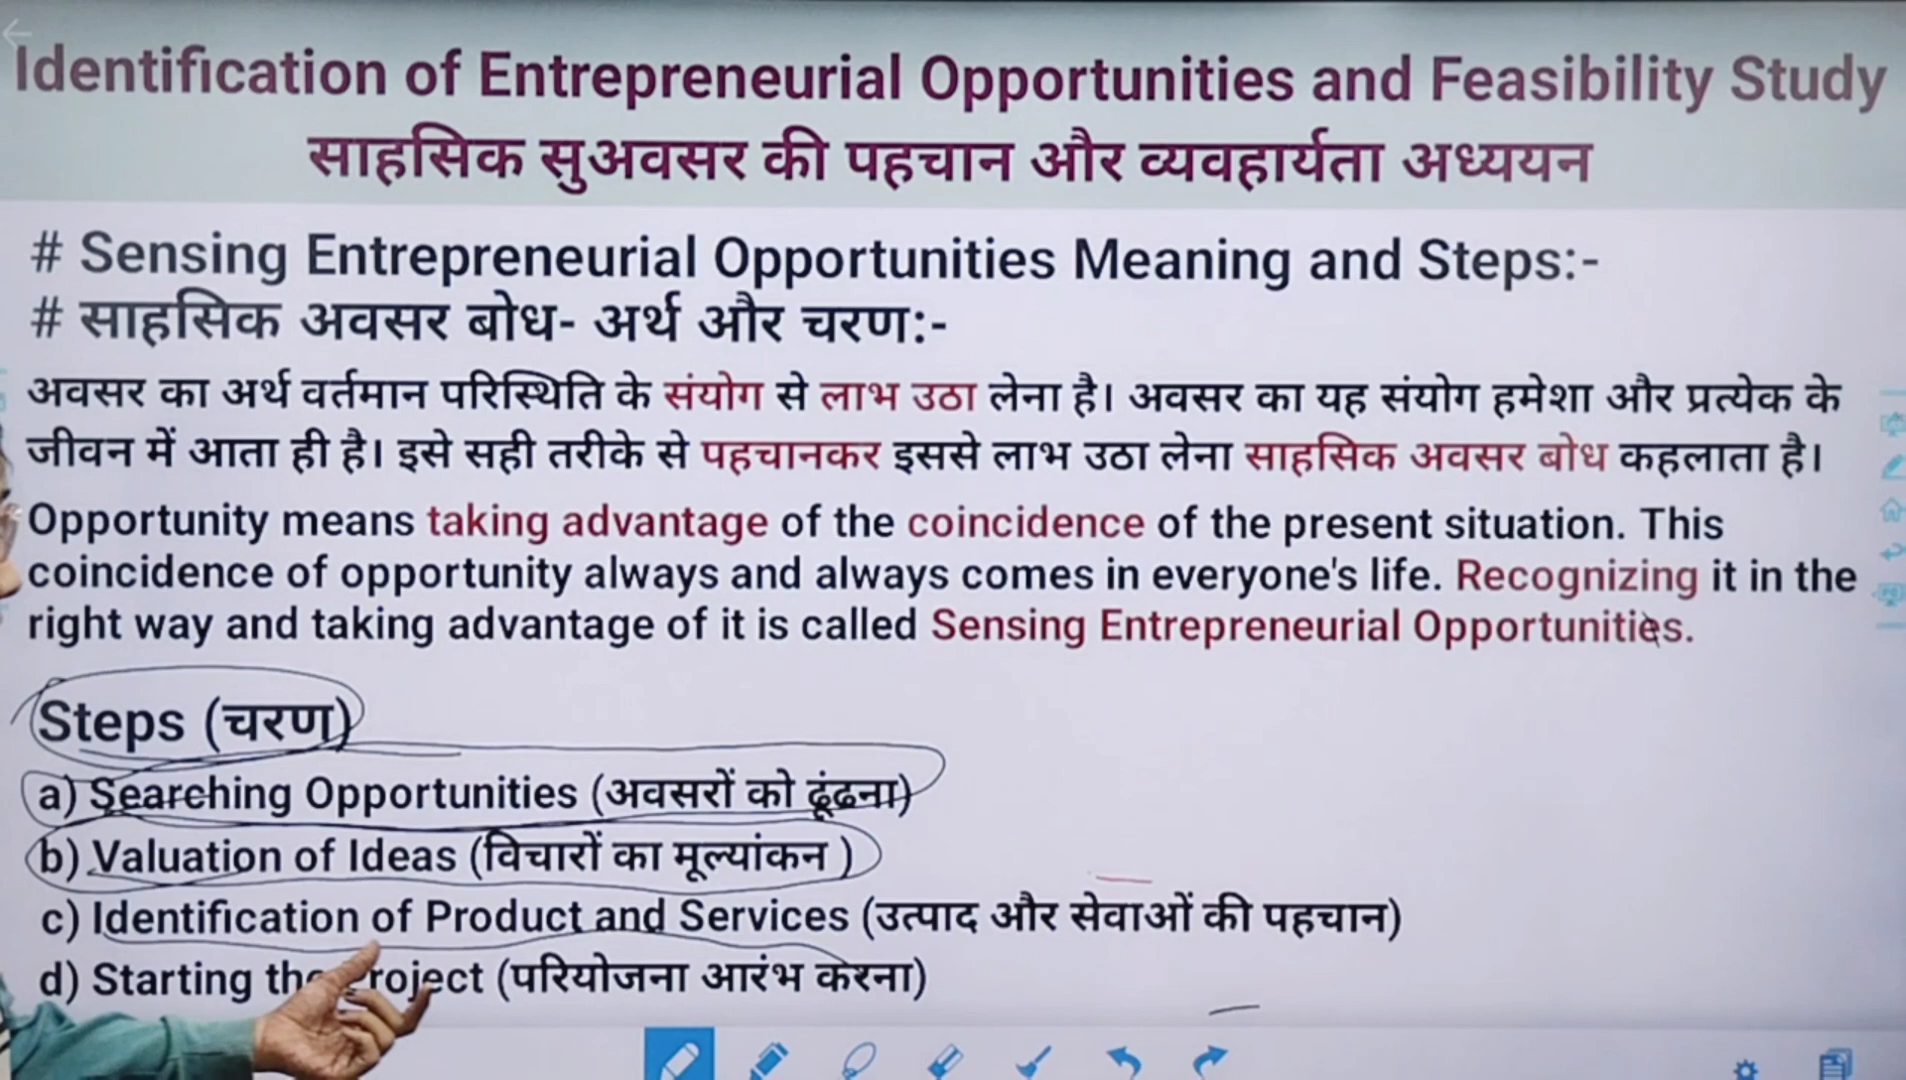 Identification of Entrepreneurial Opportunities and Feasibility Study
साहसिक सुअवसर की पहचान और व्यवहार्यता अध्ययन
# Sensing Entrepreneurial Opportunities Meaning and Steps:-
# साहसिक अवसर बोध- अर्थ और चरण:-
अवसर का अर्थ वर्तमान परिस्थिति के संयोग से लाभ उठा लेना है। अवसर का यह संयोग हमेशा और प्रत्येक के
जीवन में आता ही है। इसे सही तरीके से पहचानकर इससे लाभ उठा लेना साहसिक अवसर बोध कहलाता है।
Opportunity means taking advantage of the coincidence of the present situation. This
coincidence of opportunity always and always comes in everyone's life. Recognizing it in the
right way and taking advantage of it is called Sensing Entrepreneurial Opportunities.
Steps (चरण)
a) Searching Opportunities (अवसरों को ढूंढना)
b) Valuation of Ideas (विचारों का मूल्यांकन )
c) Identification of Product and Services (उत्पाद और सेवाओं की पहचान)
d) Starting the Project (परियोजना आरंभ करना)